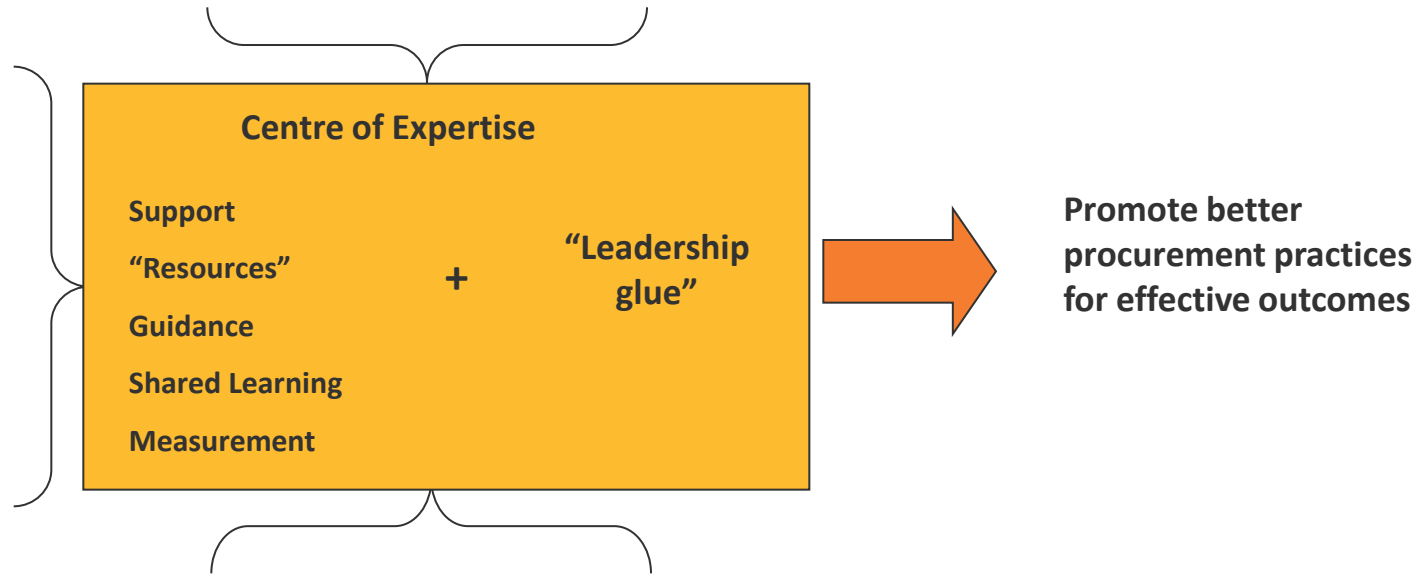 Centre of Expertise
Support
“Resources”
Guidance
Shared Learning
Measurement
+
“Leadership
glue”
Promote better
procurement practices
for effective outcomes